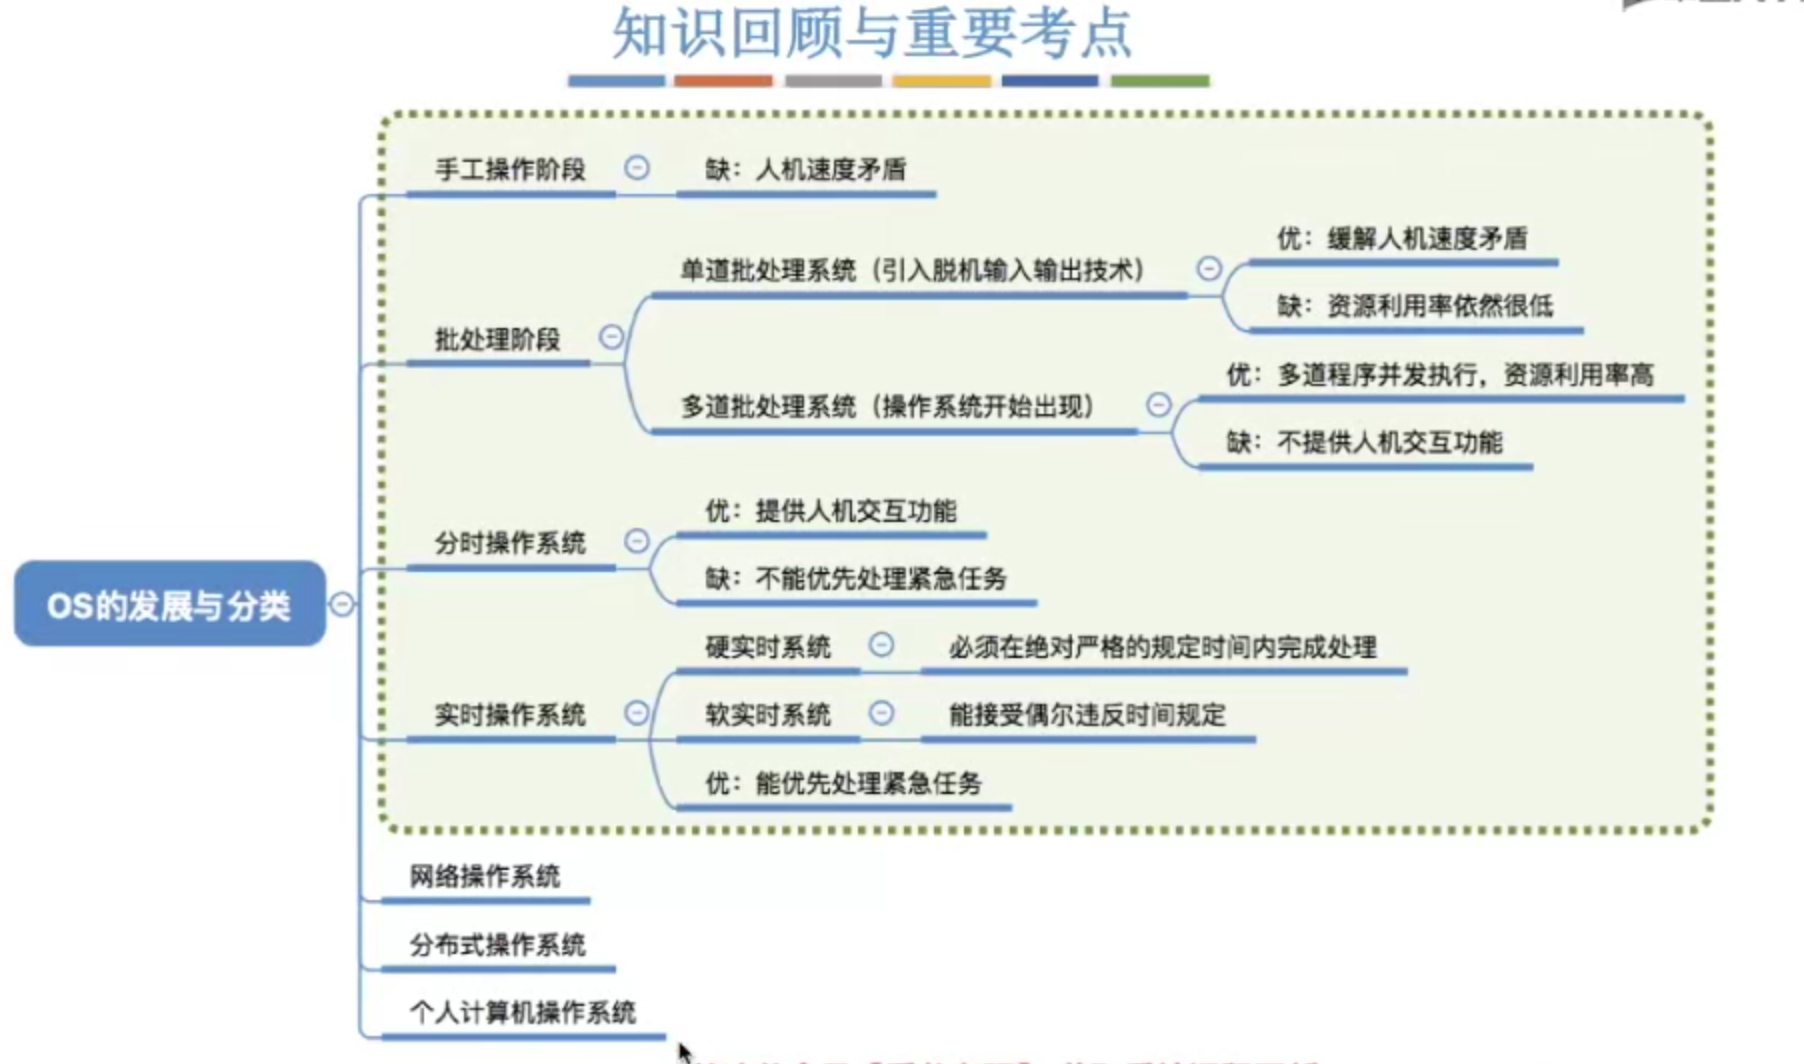 知识回顾与重要考点
手工操作阶段
缺：人机速度矛盾
批处理阶段
单道批处理系统（引入脱机输入输出技术）
优：缓解人机速度矛盾
缺：资源利用率依然很低
多道批处理系统（操作系统开始出现）
优：多道程序并发执行，资源利用率高
缺：不提供人机交互功能
分时操作系统
优：提供人机交互功能
缺：不能优先处理紧急任务
OS的发展与分类
实时操作系统
硬实时系统
必须在绝对严格的规定时间内完成处理
软实时系统
能接受偶尔违反时间规定
优：能优先处理紧急任务
网络操作系统
分布式操作系统
个人计算机操作系统